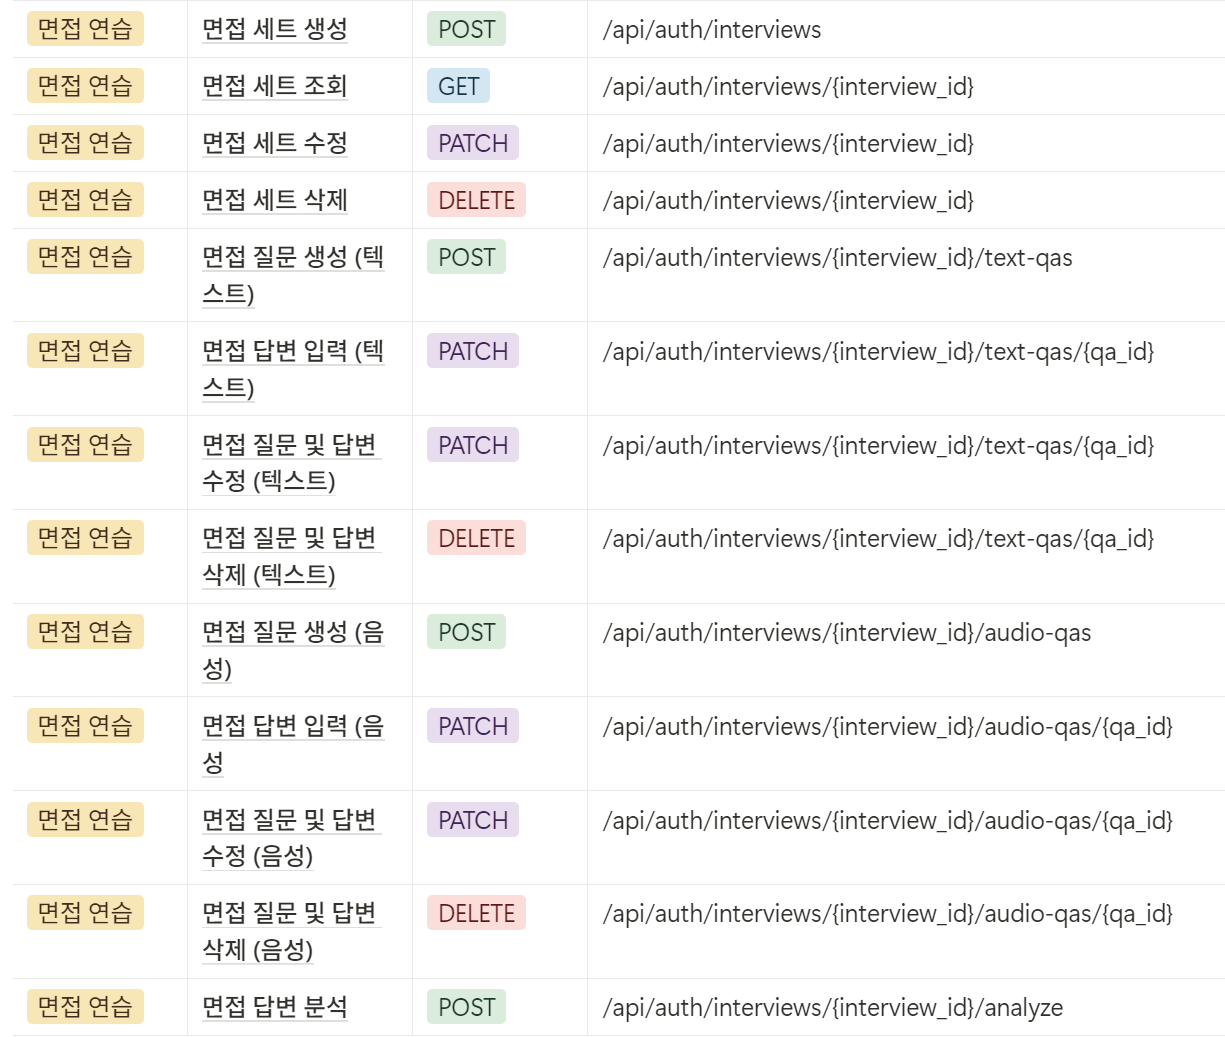 면접 연습 면접 세트 생성 POST /api/auth/interviews
면접 연습 면접 세트 조회 GET /api/auth/interviews/{interview_id}
면접 연습 면접 세트 수정 PATCH /api/auth/interviews/{interview_id}
면접 연습 면접 세트 삭제 DELETE /api/auth/interviews/{interview_id}
면접 연습 면접 질문 생성 (텍 POST /api/auth/interviews/{interview_id}/text-qas
스트)
면접 연습 면접 답변 입력 (텍 PATCH /api/auth/interviews/{interview_id}/text-qas/{qa_id}
스트)
면접 연습 면접 질문 및 답변 PATCH /api/auth/interviews/{interview_id}/text-qas/{qa_id}
수정 (텍스트)
면접 연습 면접 질문 및 답변 DELETE /api/auth/interviews/{interview_id}/text-qas/{qa_id}
삭제 (텍스트)
면접 연습 면접 질문 생성 (음 POST /api/auth/interviews/{interview_id}/audio-qas
성)
면접 연습 면접 답변 입력 (음 PATCH /api/auth/interviews/{interview_id}/audio-qas/{qa_id}
성
면접 연습 면접 질문 및 답변 PATCH /api/auth/interviews/{interview_id}/audio-qas/{qa_id}
수정 (음성)
면접 연습 면접 질문 및 답변 DELETE /api/auth/interviews/{interview_id}/audio-qas/{qa_id}
삭제 (음성)
면접 연습 면접 답변 분석 POST /api/auth/interviews/{interview_id}/analyze